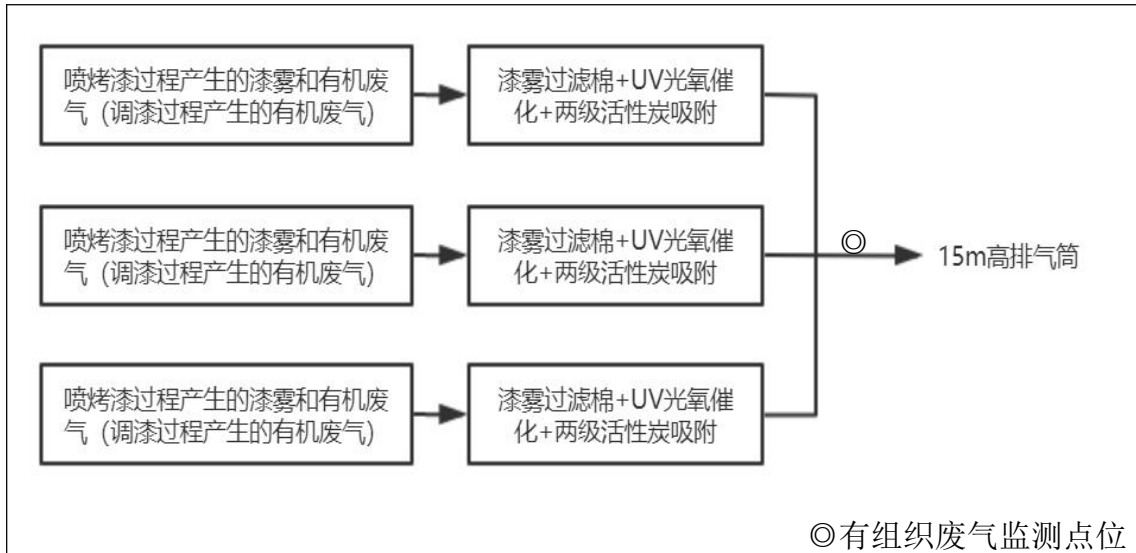 喷烤漆过程产生的漆雾和有机废
气（调漆过程产生的有机废气）
漆雾过滤棉+UV光氧催
化+两级活性炭吸附
喷烤漆过程产生的漆雾和有机废
气（调漆过程产生的有机废气）
漆雾过滤棉+UV光氧催
化+两级活性炭吸附
◎
15m高排气筒
喷烤漆过程产生的漆雾和有机废
气（调漆过程产生的有机废气）
漆雾过滤棉+UV光氧催
化+两级活性炭吸附
◎有组织废气监测点位